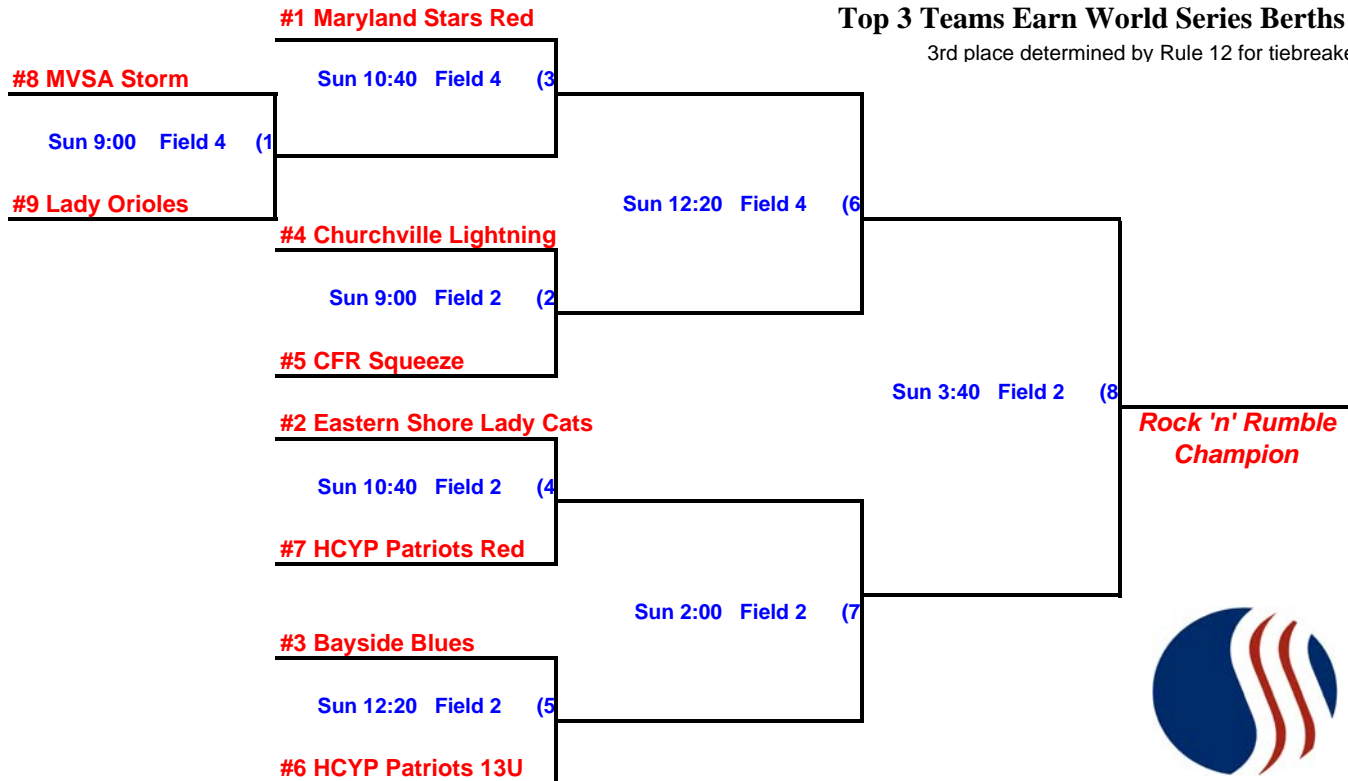 #1 Maryland Stars Red
Top 3 Teams Earn World Series Berths
3rd place determined by Rule 12 for tiebreake
#8 MVSA Storm
Sun 10:40 Field 4 (3
Sun 9:00 Field 4 (1
#9 Lady Orioles
Sun 12:20 Field 4 (6
#4 Churchville Lightning
Sun 9:00 Field 2 (2
#5 CFR Squeeze
Sun 3:40 Field 2 (8
#2 Eastern Shore Lady Cats
Rock 'n' Rumble
Champion
Sun 10:40 Field 2 (4
#7 HCYP Patriots Red
Sun 2:00 Field 2 (7
#3 Bayside Blues
Sun 12:20 Field 2 (5
#6 HCYP Patriots 13U